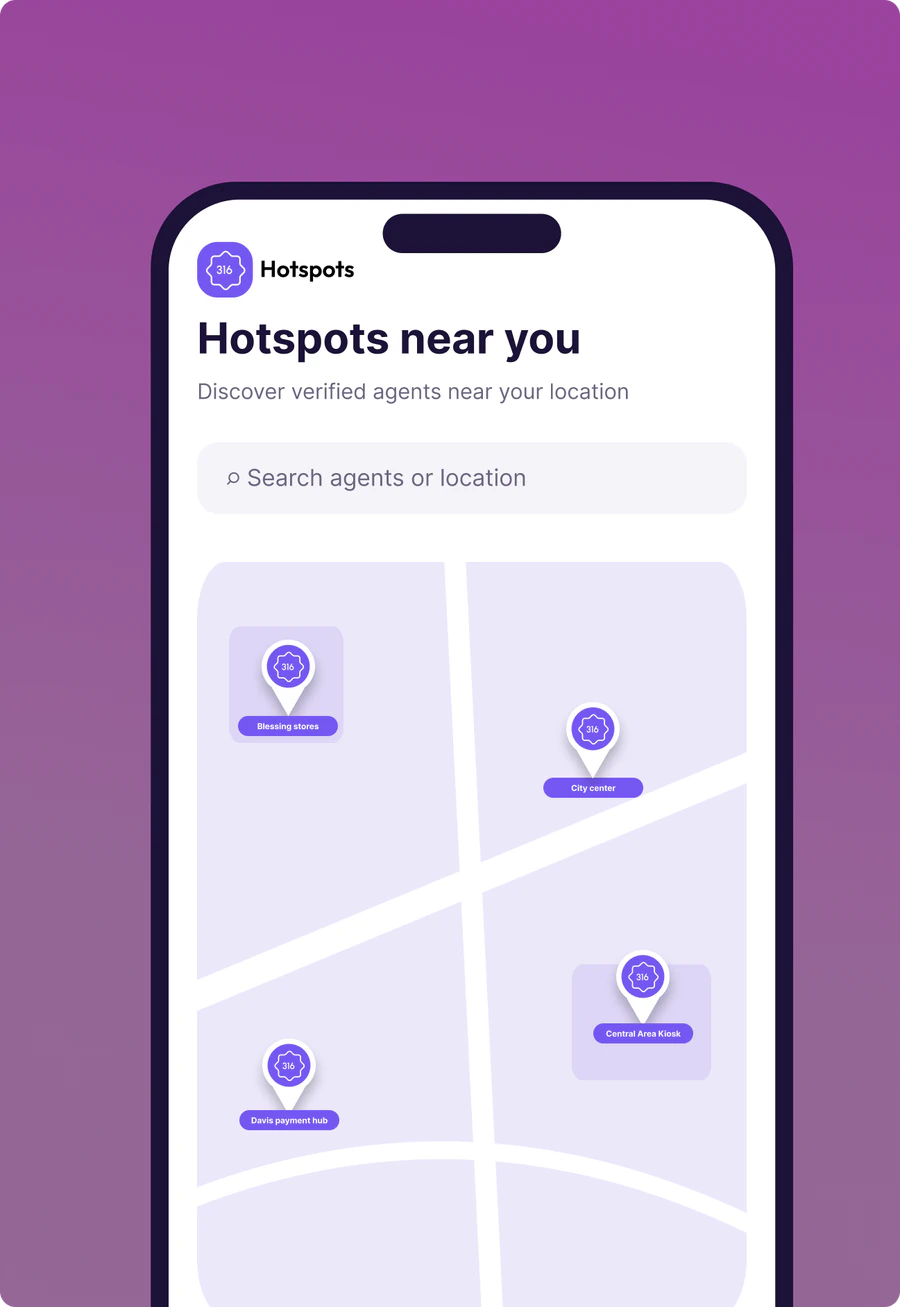 316
Hotspots
Hotspots near you
Discover verified agents near your location
Search agents or location
316
Blessing stores
316
City center
316
Central Area Kiosk
316
Davis payment hub